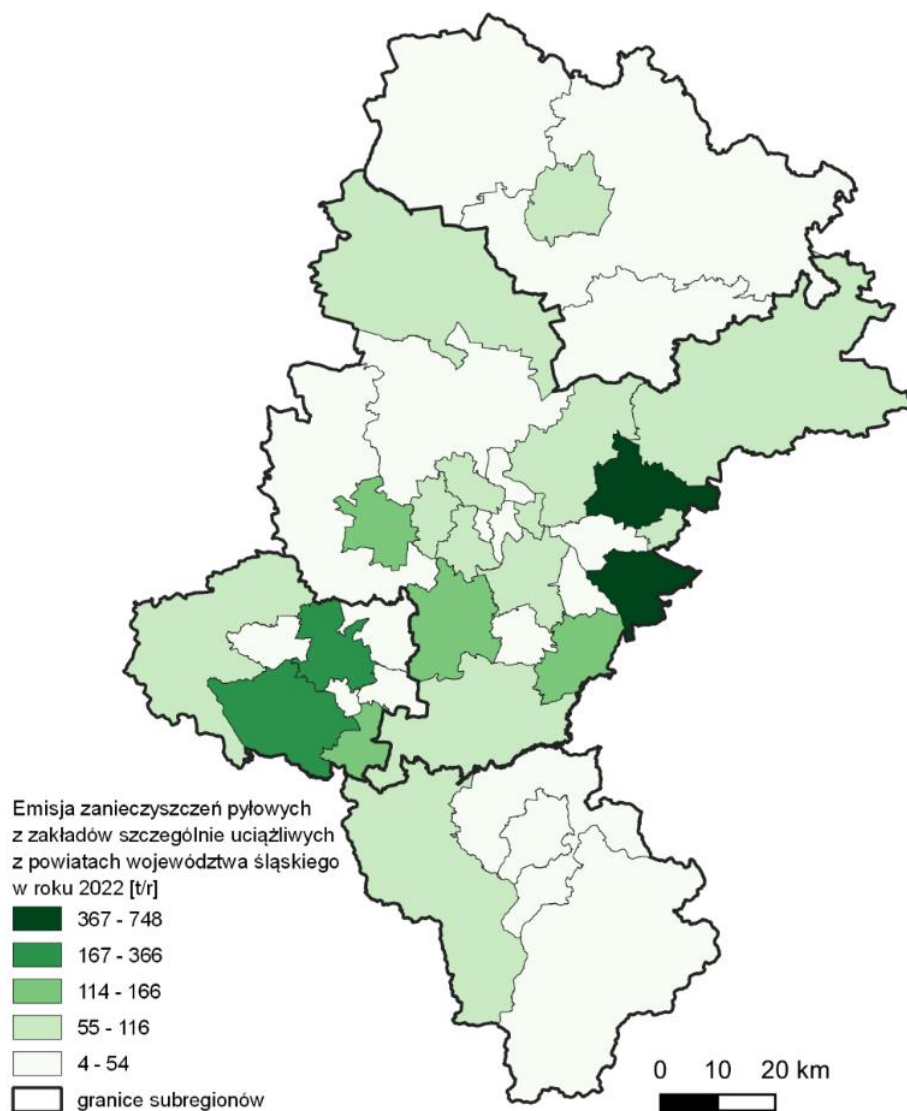 Emisja zanieczyszczeń pyłowych
z zakładów szczególnie uciążliwych
z powiatach województwa śląskiego
w roku 2022 [t/r]
367 - 748
167 - 366
114 - 166
55 - 116
4 - 54
granice subregionów
0 10 20 km